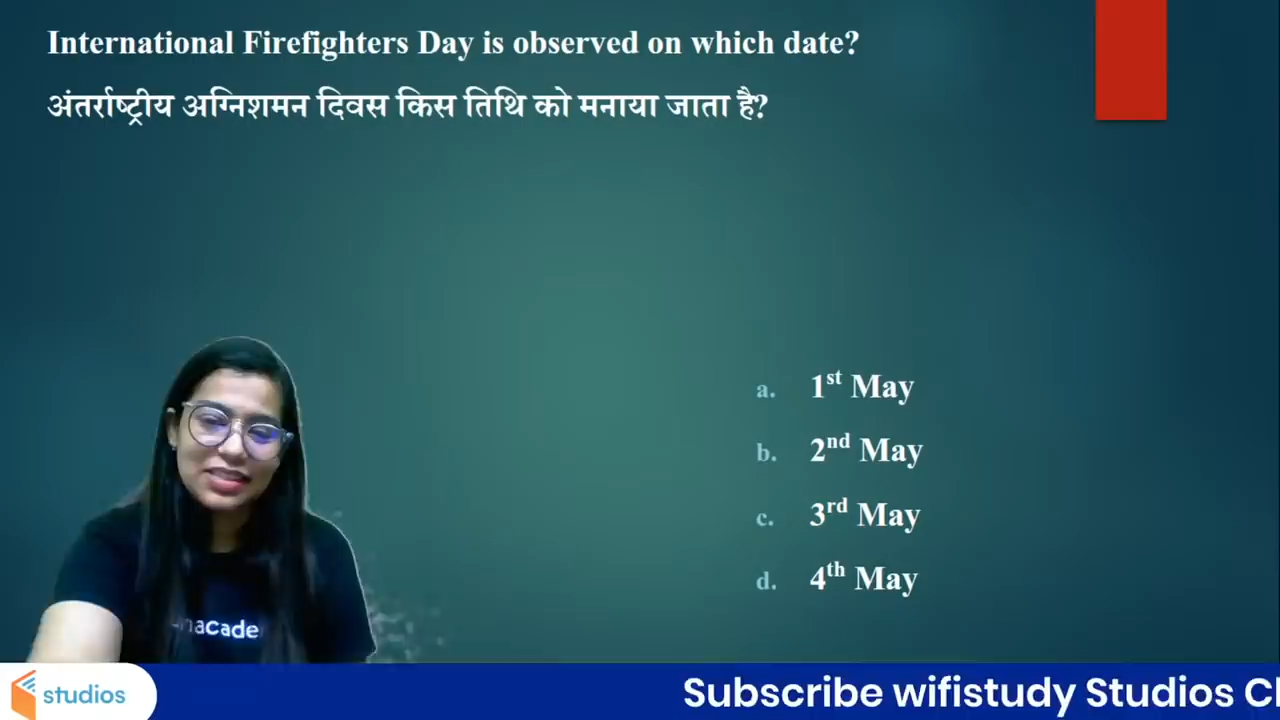 International Firefighters Day is observed on which date?
अंतर्राष्ट्रीय अग्निशमन दिवस किस तिथि को मनाया जाता है?
a. 1st May
b. 2nd May
c. 3rd May
d. 4th May
nacade
studios
Subscribe wifistudy Studios C